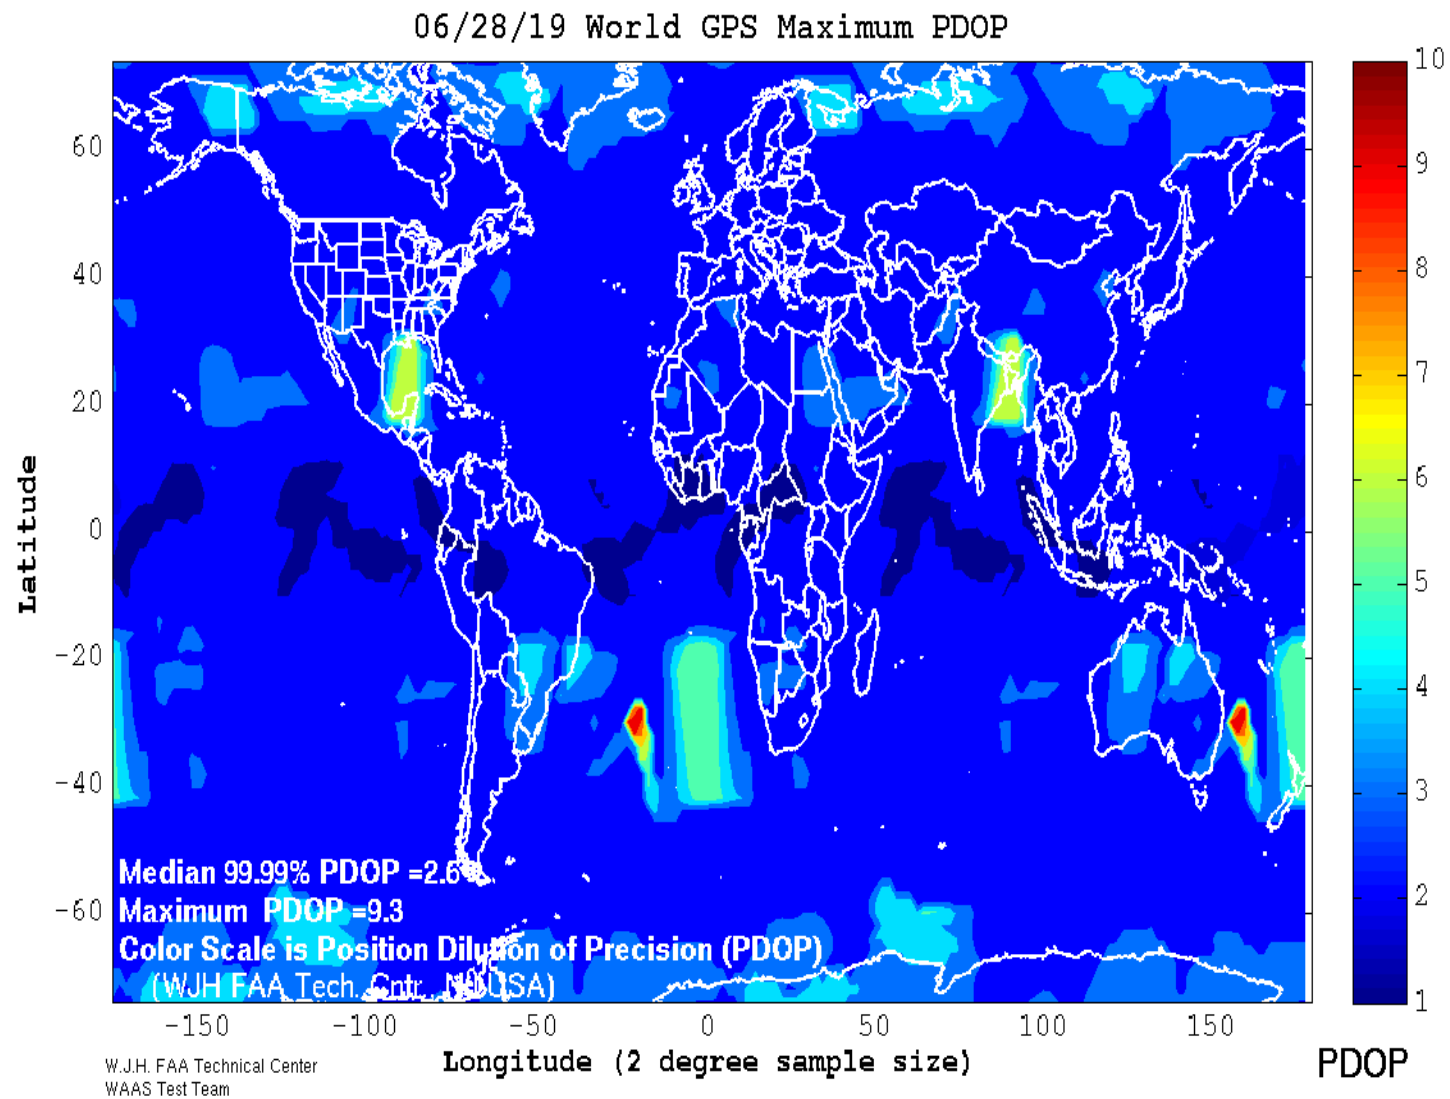 06/28/19 World GPS Maximum PDOP
10
9
8
7
6
5
4
3
2
1
60
40
20
0
-20
-40
-60
Latitude
Median 99.99% PDOP =2.6
Maximum PDOP =9.3
Color Scale is Position Dilution of Precision (PDOP)
(WJH FAA Tech. Cntr. NJ USA)
-150 -100 -50 0 50 100 150
Longitude (2 degree sample size)
PDOP
W.J.H. FAA Technical Center
WAAS Test Team